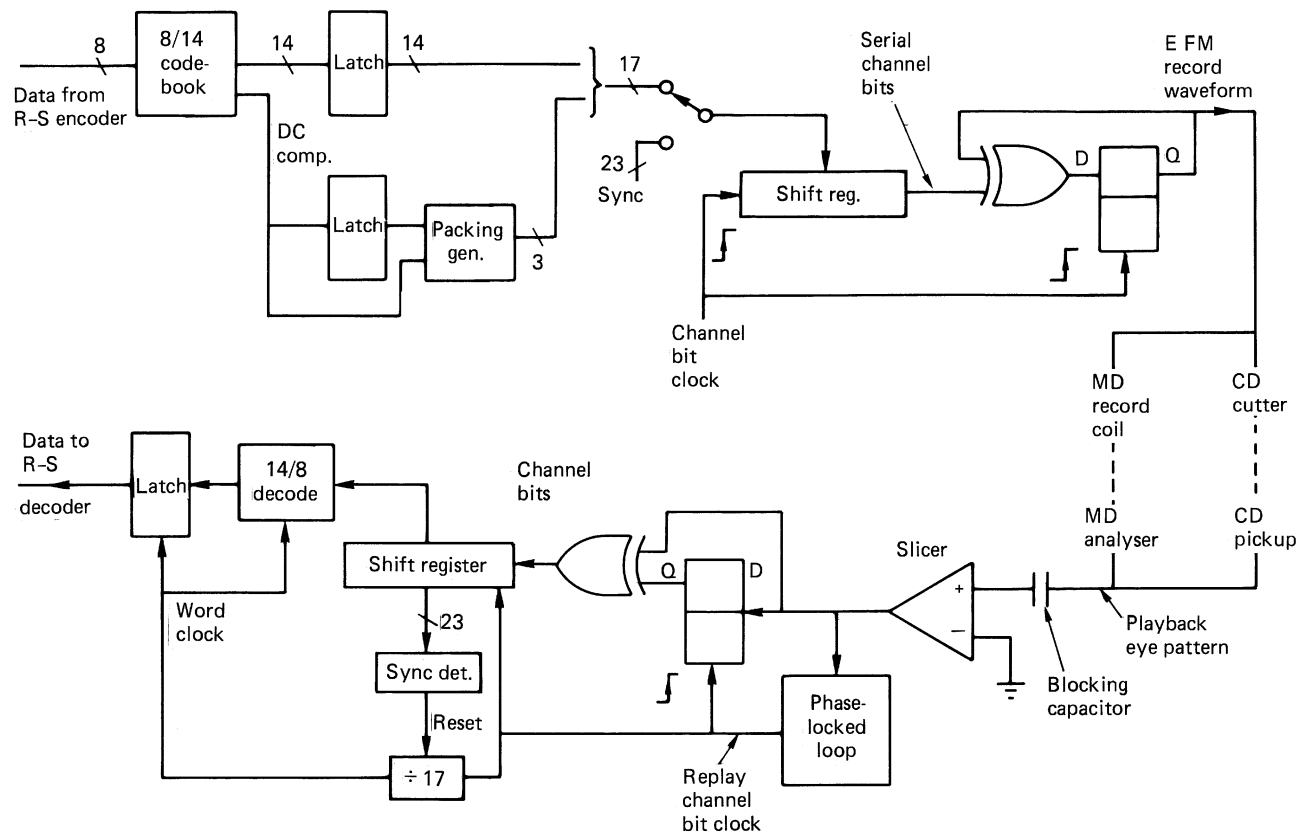 8
8/14
code-
book
14
Latch
14
17
Data from
R–S encoder
DC
comp.
Latch
Packing
gen.
3
23
Sync
Serial
channel
bits
E FM
record
waveform
Shift reg.
D
Q
Channel
bit
clock
MD
record
coil
CD
cutter
MD
analyser
CD
pickup
Data to
R–S
decoder
Latch
14/8
decode
Channel
bits
Shift register
Q
D
Slicer
+
−
Playback
eye pattern
Blocking
capacitor
Word
clock
23
Sync det.
Reset
÷ 17
Phase-
locked
loop
Replay
channel
bit clock